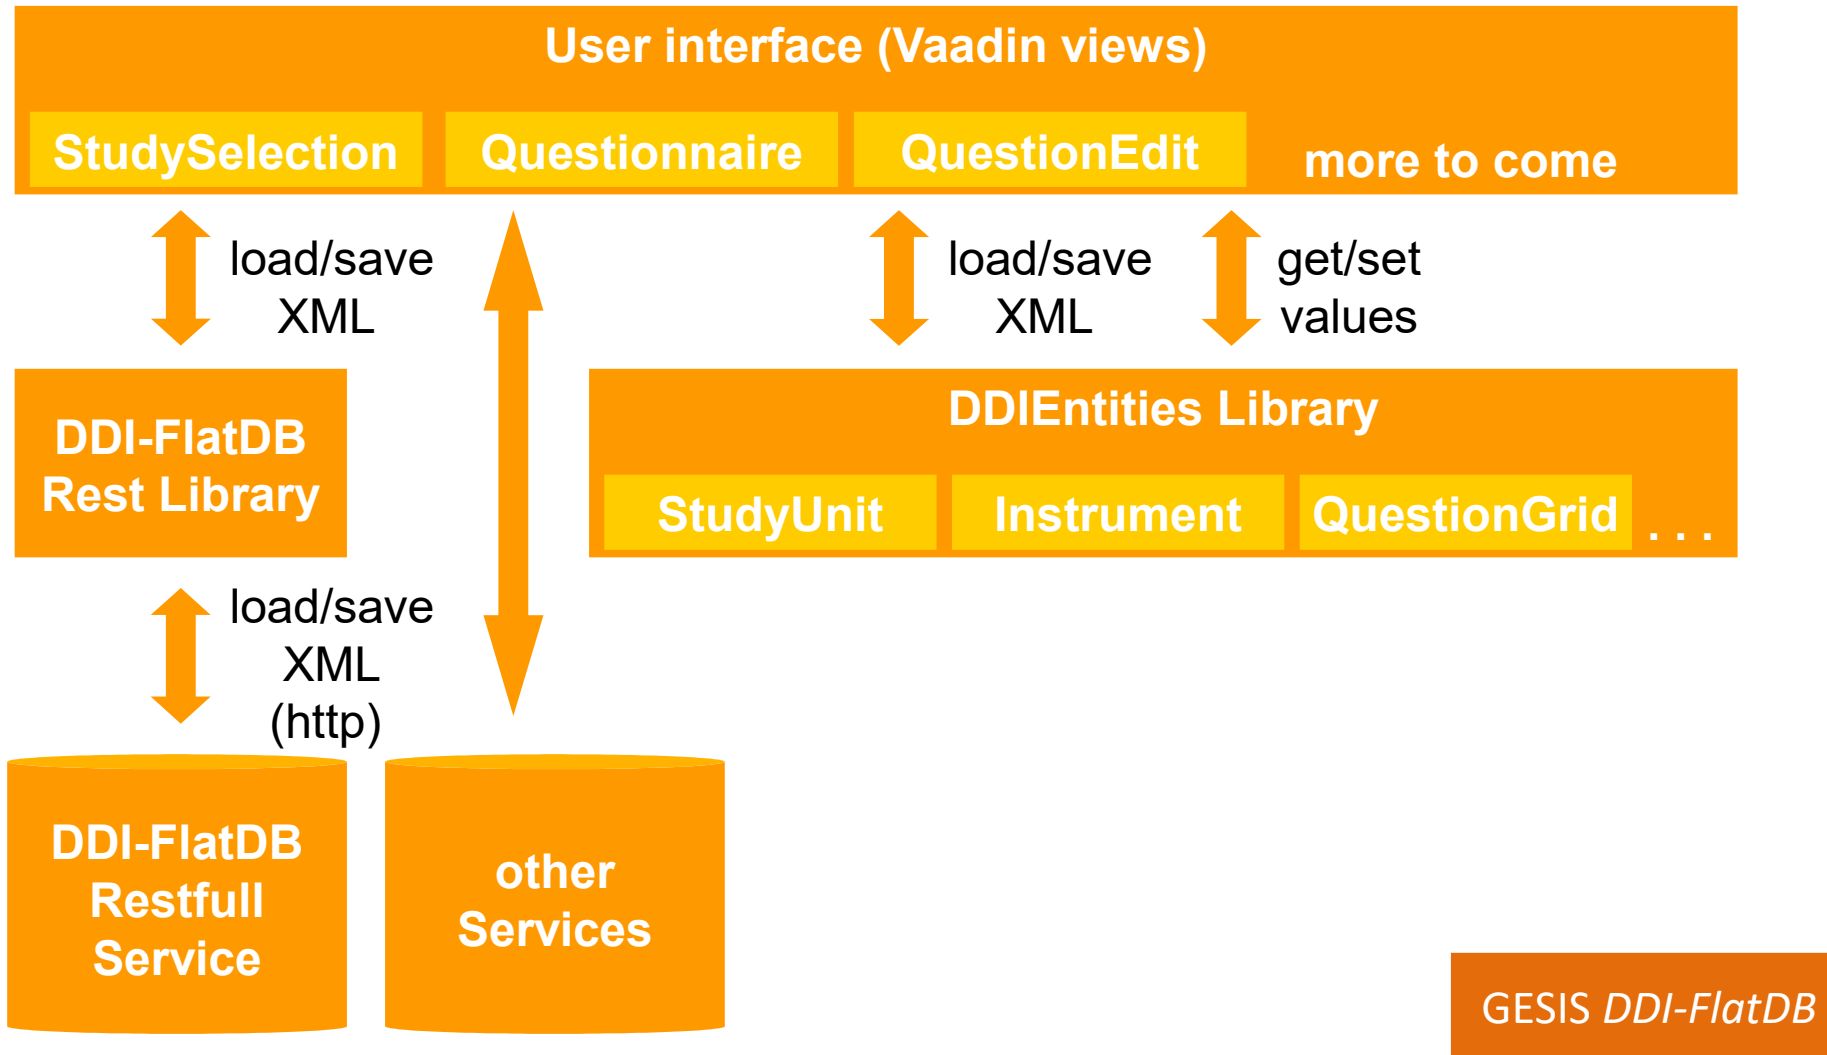 User interface (Vaadin views)
StudySelection
Questionnaire
QuestionEdit
more to come
load/save
XML
load/save
XML
get/set
values
DDI-FlatDB
Rest Library
DDIEntities Library
StudyUnit
Instrument
QuestionGrid
. . .
load/save
XML
(http)
DDI-FlatDB
Restfull
Service
other
Services
GESIS DDI-FlatDB